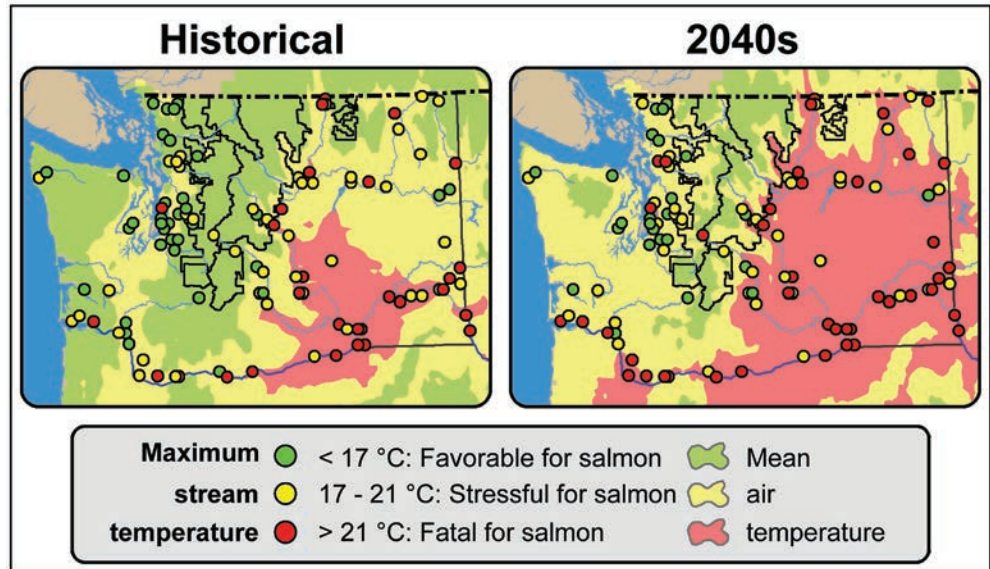 Historical
2040s
Maximum < 17 °C: Favorable for salmon Mean
stream 17 - 21 °C: Stressful for salmon air
temperature > 21 °C: Fatal for salmon temperature